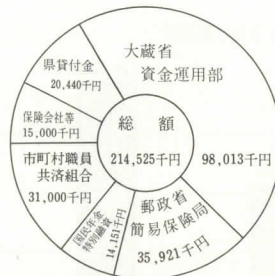 大蔵省
資金運用部
98,013千円
郵政省
簡易保険局
35,921千円
国民年金
特別融資
14,151千円
市町村職員
共済組合
31,000千円
保険会社等
15,000千円
県貸付金
20,440千円
総額
214,525千円